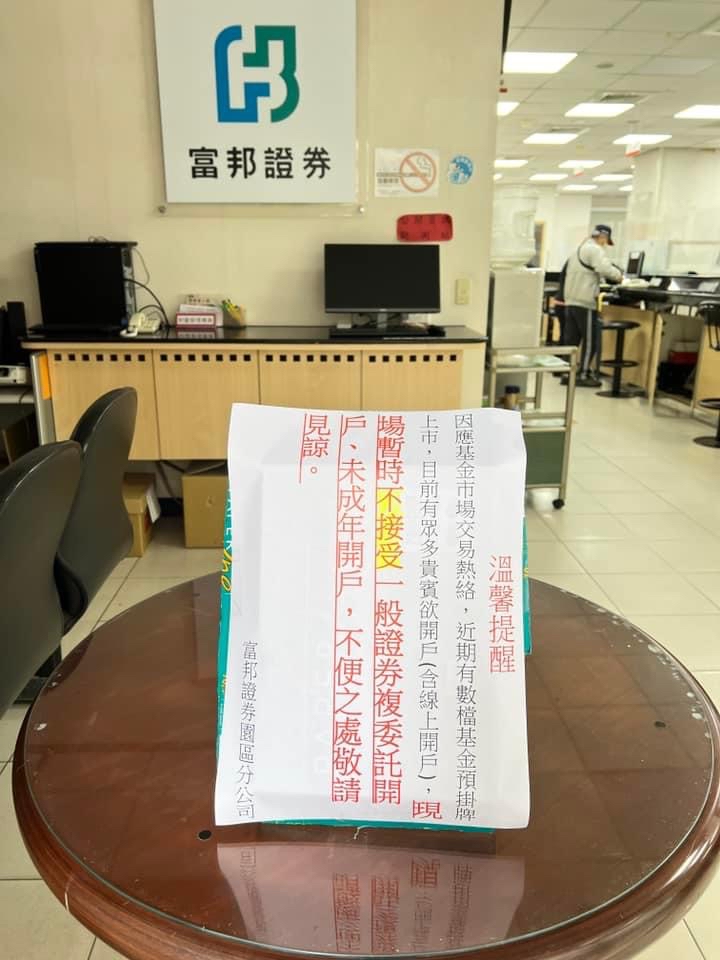 富邦證券
溫馨提醒
因應基金市場交易熱絡，近期有數檔基金預掛牌
上市，目前有眾多貴賓欲開戶(含線上開戶)，現
場暫時不接受一般證券複委託開
戶、未成年開戶，不便之處敬請
見諒。
富邦證券園區分公司